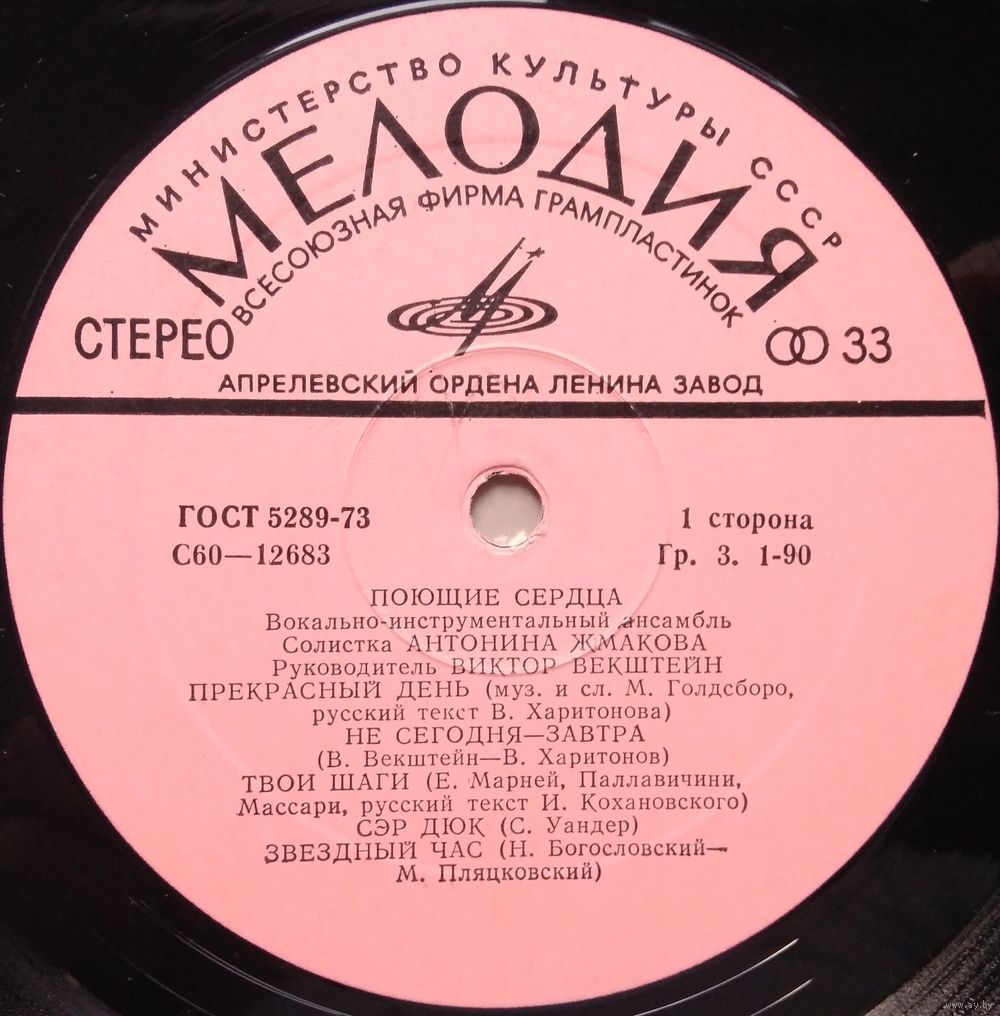 МИНИСТЕРСТВО КУЛЬТУРЫ СССР
МЕЛОДИЯ
ВСЕСОЮЗНАЯ ФИРМА ГРАМПЛАСТИНОК
СТЕРЕО
33
АПРЕЛЕВСКИЙ ОРДЕНА ЛЕНИНА ЗАВОД
ГОСТ 5289-73
1 сторона
С60—12683
Гр. 3. 1-90
ПОЮЩИЕ СЕРДЦА
Вокально-инструментальный ансамбль
Солистка АНТОНИНА ЖМАКОВА
Руководитель ВИКТОР ВЕКШТЕЙН
ПРЕКРАСНЫЙ ДЕНЬ (муз. и сл. М. Голдсборо,
русский текст В. Харитонова)
НЕ СЕГОДНЯ—ЗАВТРА
(В. Векштейн—В. Харитонов)
ТВОИ ШАГИ (Е. Марней, Паллавичини,
Массари, русский текст И. Кохановского)
СЭР ДЮК (С. Уандер)
ЗВЕЗДНЫЙ ЧАС (Н. Богословский—
М. Пляцковский)
www.ay.by